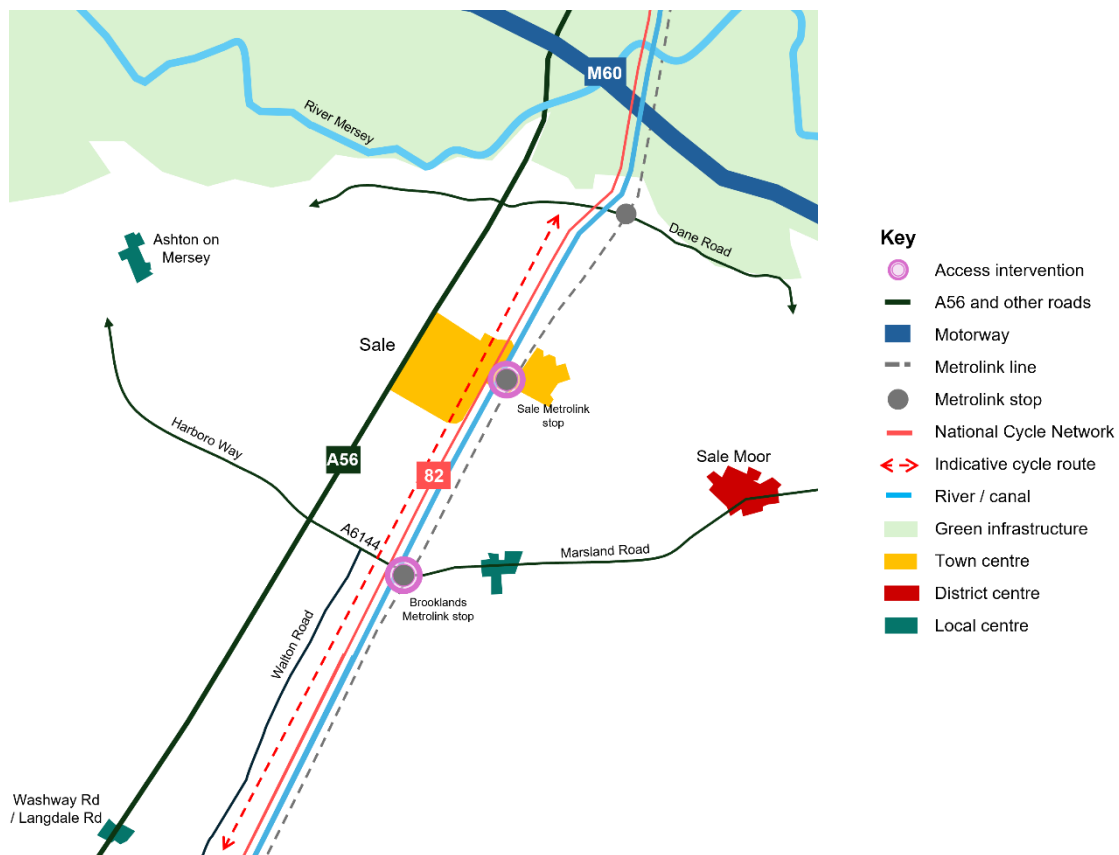 M60
River Mersey
Dane Road
Ashton on
Mersey
Sale
Sale Metrolink
stop
Harboro Way
A56
82
Sale Moor
A6144
Marsland Road
Brooklands
Metrolink stop
Walton Road
Washway Rd
/ Langdale Rd
Key
Access intervention
A56 and other roads
Motorway
Metrolink line
Metrolink stop
National Cycle Network
Indicative cycle route
River / canal
Green infrastructure
Town centre
District centre
Local centre